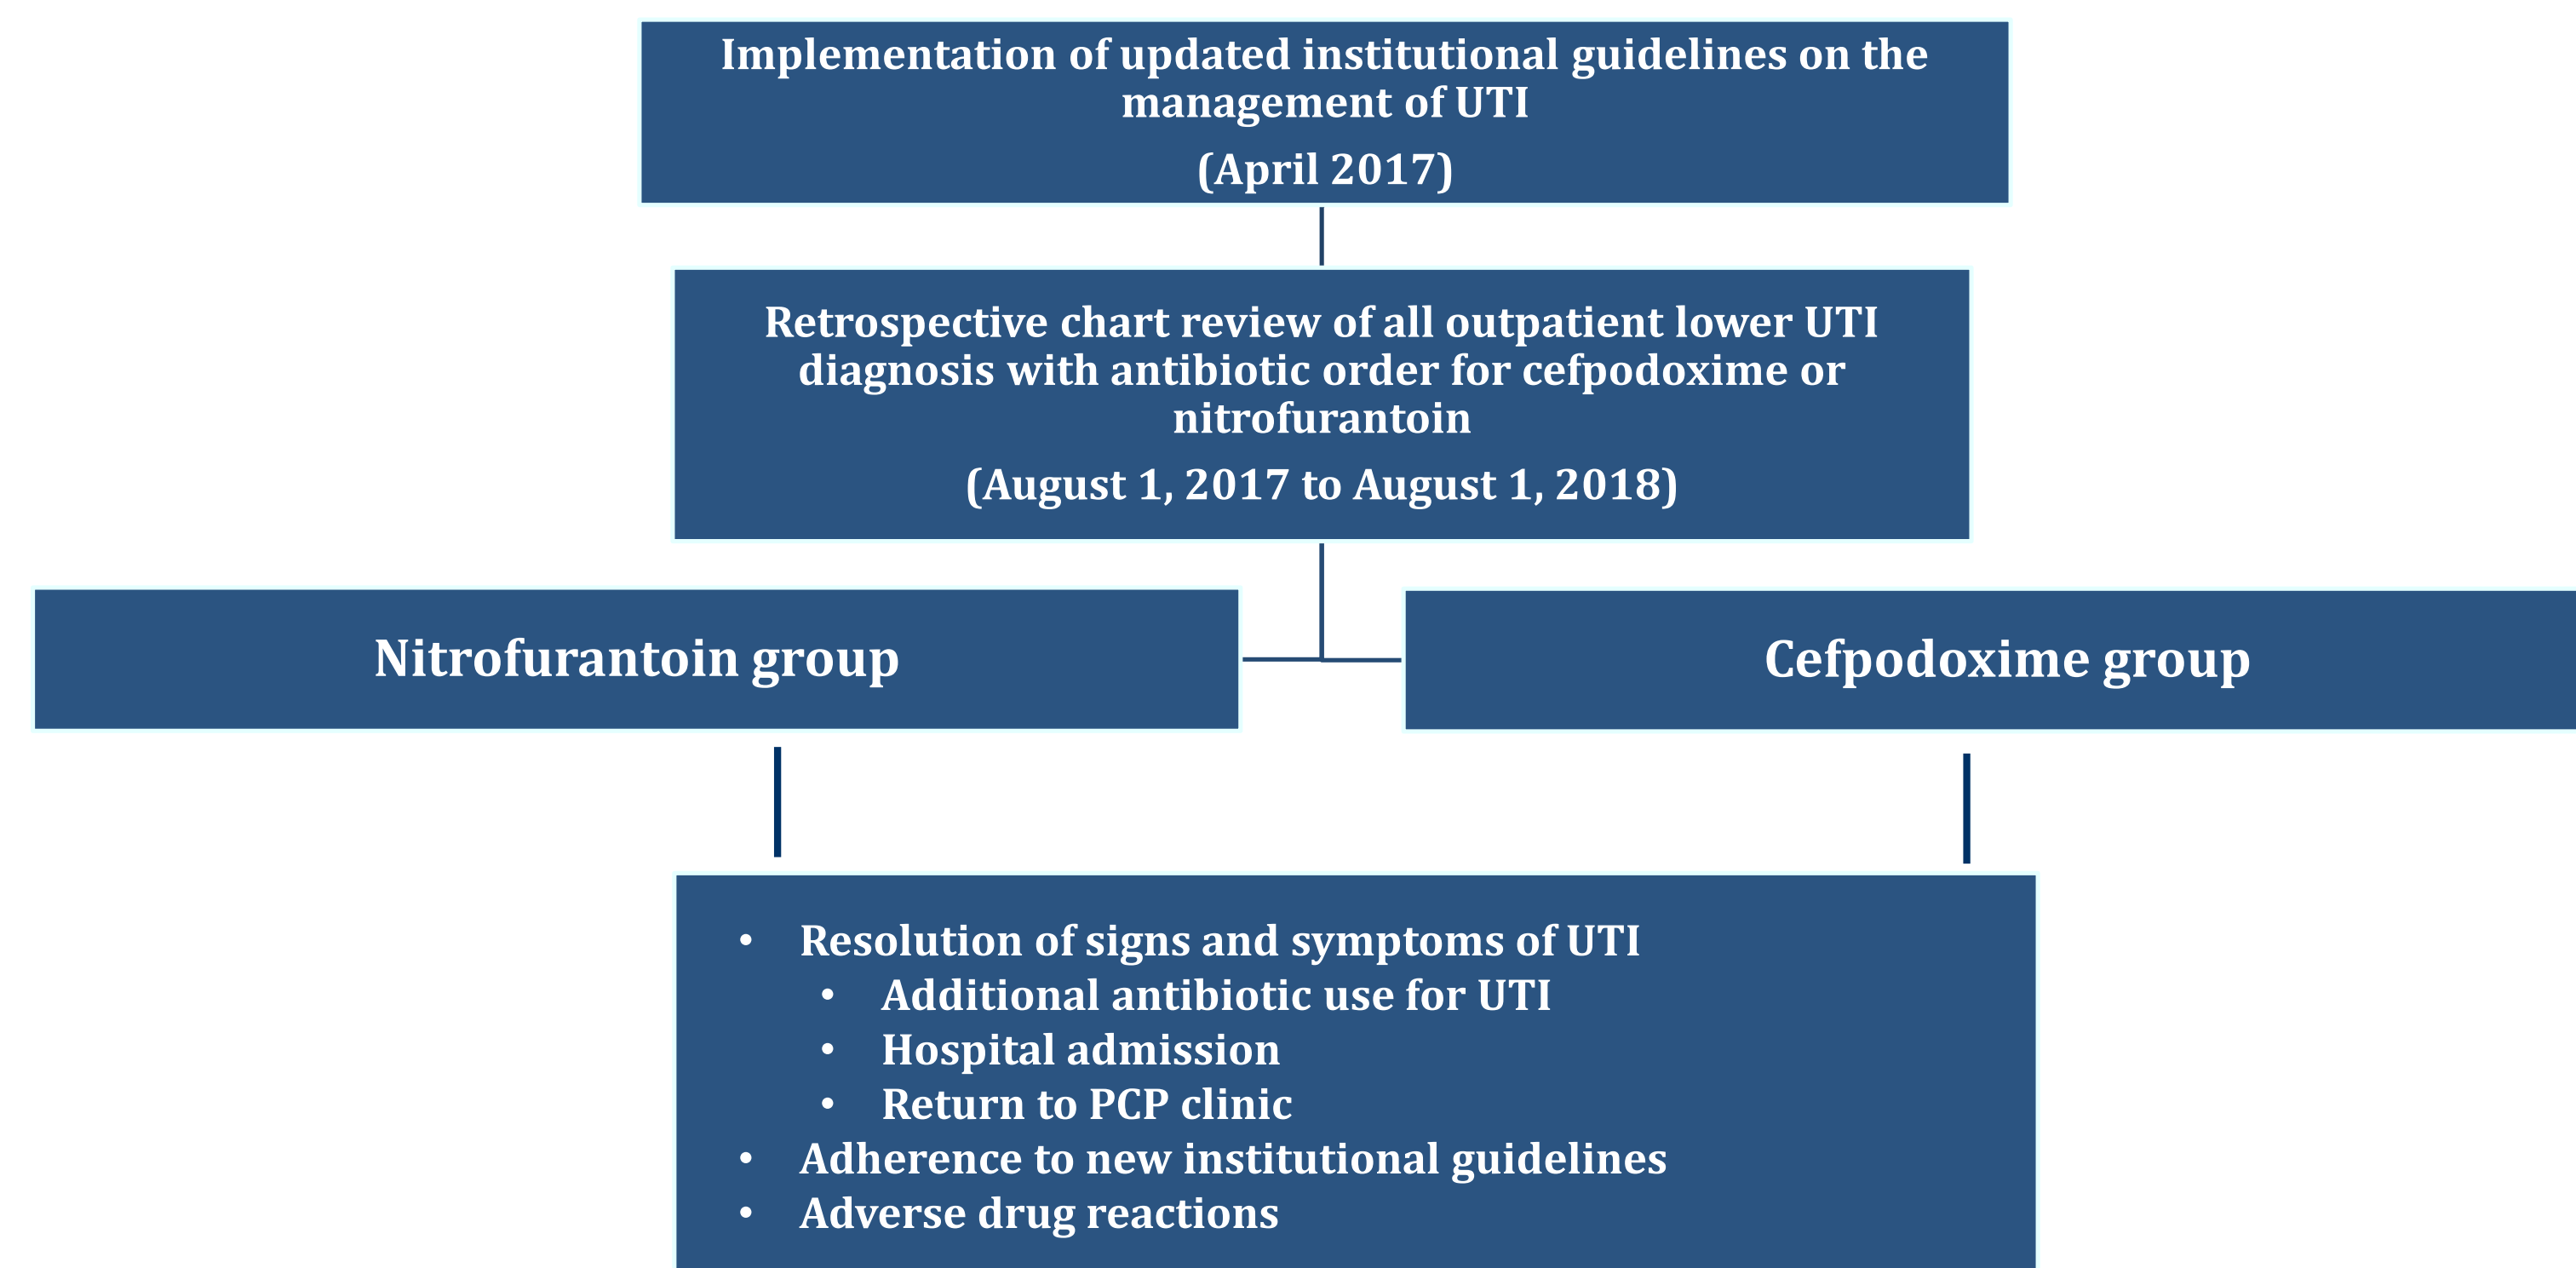 Implementation of updated institutional guidelines on the
management of UTI
(April 2017)
Retrospective chart review of all outpatient lower UTI
diagnosis with antibiotic order for cefpodoxime or
nitrofurantoin
(August 1, 2017 to August 1, 2018)
Nitrofurantoin group
Cefpodoxime group
• Resolution of signs and symptoms of UTI
• Additional antibiotic use for UTI
• Hospital admission
• Return to PCP clinic
• Adherence to new institutional guidelines
• Adverse drug reactions